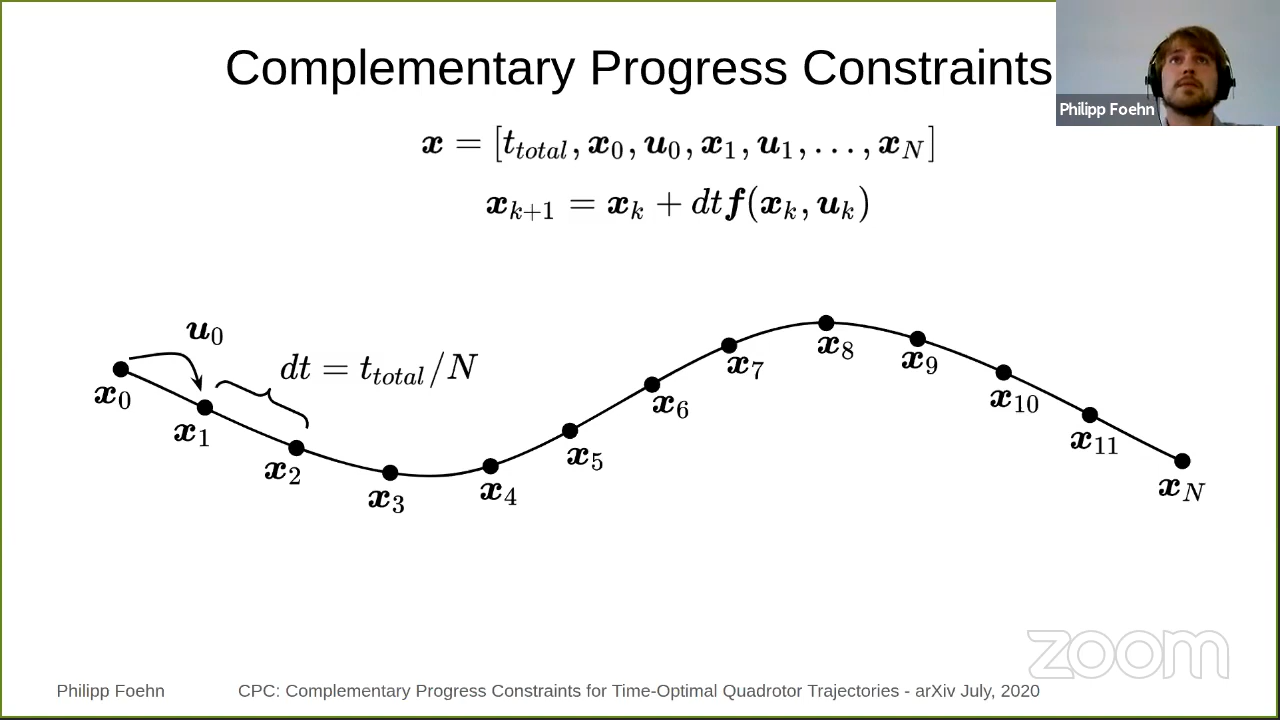 Complementary Progress Constraints
Philipp Foehn
x = [t_total, x_0, u_0, x_1, u_1, ..., x_N]
x_{k+1} = x_k + dt f(x_k, u_k)
u_0
dt = t_total/N
x_0
x_1
x_2
x_3
x_4
x_5
x_6
x_7
x_8
x_9
x_10
x_11
x_N
zoom
Philipp Foehn
CPC: Complementary Progress Constraints for Time-Optimal Quadrotor Trajectories - arXiv July, 2020